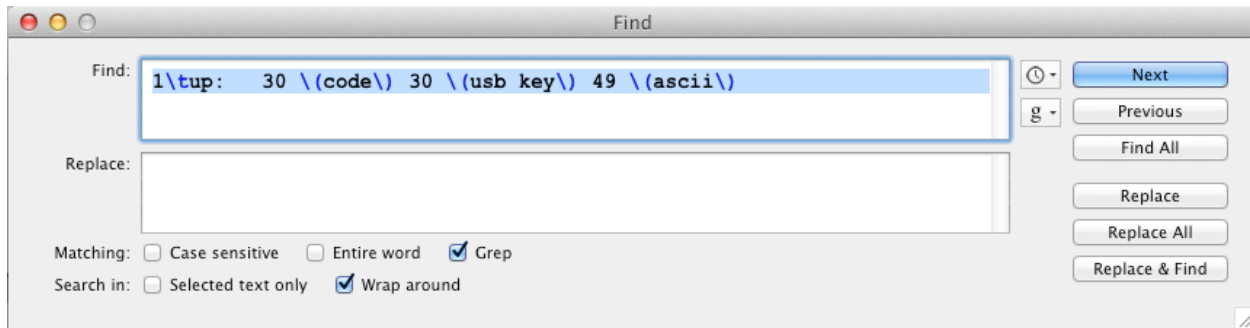 Find
Find:
1\tup:   30 \(code\) 30 \(usb key\) 49 \(ascii\)
g
Next
Previous
Find All
Replace:
Replace
Replace All
Replace & Find
Matching: Case sensitive Entire word Grep
Search in: Selected text only Wrap around